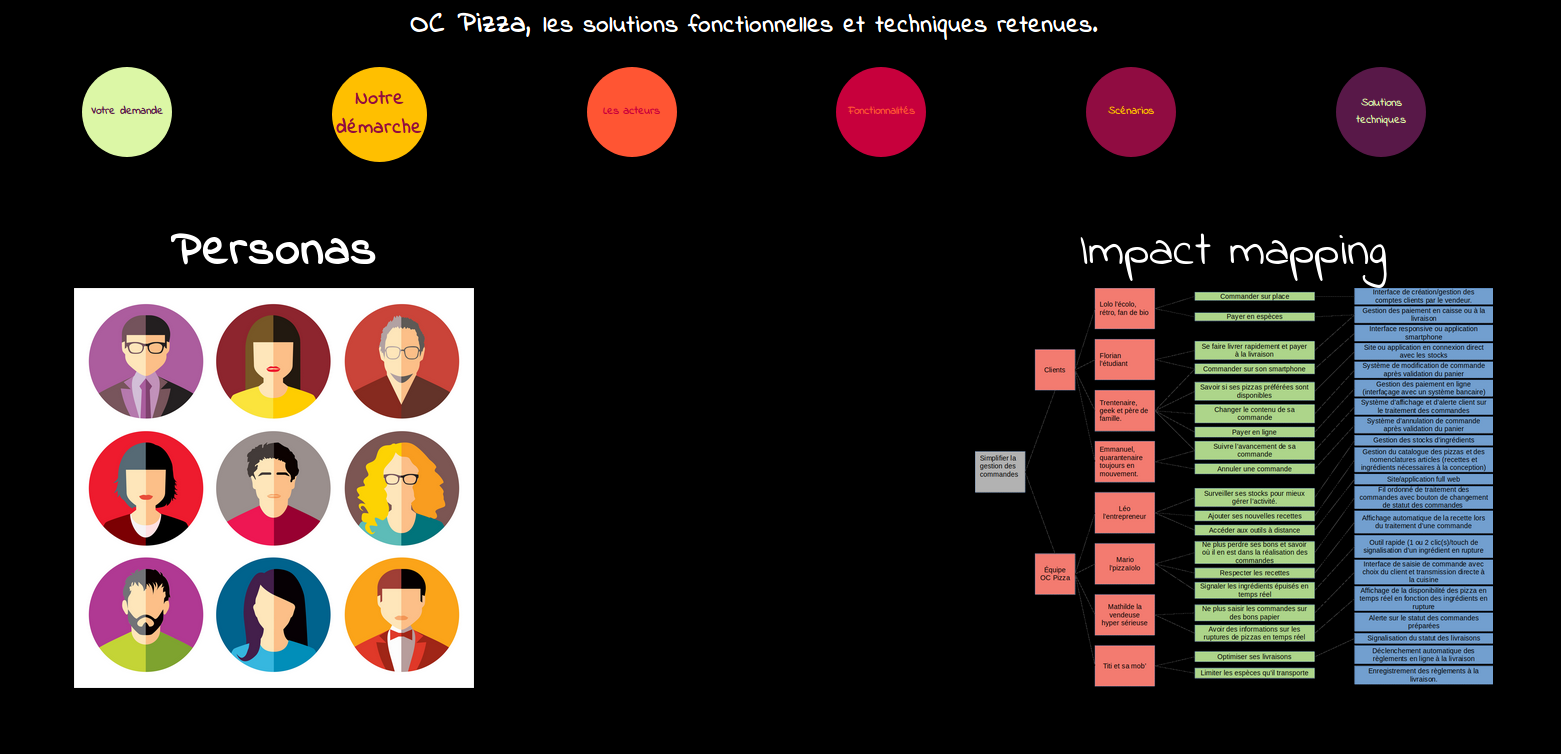 OC Pizza, les solutions fonctionnelles et techniques retenues.
Votre demande
Notre
démarche
Les acteurs
Fonctionnalités
Scénarios
Solutions
techniques
Personas
Impact mapping
Simplifier la
gestion des
commandes
Clients
Équipe
OC Pizza
Lolo l'écolo,
rétro, fan de bio
Florian
l'étudiant
Trentenaire,
geek et père de
famille.
Emmanuel,
quarantenaire
toujours en
mouvement.
Léo
l'entrepreneur
Mario
l'pizzaïolo
Mathilde la
vendeuse
hyper sérieuse
Titi et sa mob'
Commander sur place
Payer en espèces
Se faire livrer rapidement et payer
à la livraison
Commander sur son smartphone
Savoir si ses pizzas préférées sont
disponibles
Changer le contenu de sa
commande
Payer en ligne
Suivre l'avancement de sa
commande
Annuler une commande
Surveiller ses stocks pour mieux
gérer l'activité.
Ajouter ses nouvelles recettes
Accéder aux outils à distance
Ne plus perdre ses bons et savoir
où il en est dans la réalisation des
commandes
Respecter les recettes
Signaler les ingrédients épuisés en
temps réel
Ne plus saisir les commandes sur
des bons papier
Avoir des informations sur les
ruptures de pizzas en temps réel
Optimiser ses livraisons
Limiter les espèces qu'il transporte
Interface de création/gestion des
comptes clients par le vendeur.
Gestion des paiement en caisse ou à la
livraison
Interface responsive ou application
smartphone
Site ou application en connexion direct
avec les stocks
Système de modification de commande
après validation du panier
Gestion des paiement en ligne
(interfaçage avec un système bancaire)
Système d'affichage et d'alerte client sur
le traitement des commandes
Système d'annulation de commande
après validation du panier
Gestion des stocks d'ingrédients
Gestion du catalogue des pizzas et des
nomenclatures articles (recettes et
ingrédients nécessaires à la conception)
Site/application full web
Fil ordonné de traitement des
commandes avec bouton de changement
de statut des commandes
Affichage automatique de la recette lors
du traitement d'une commande
Outil rapide (1 ou 2 clic(s)/touch de
signalisation d'un ingrédient en rupture
Interface de saisie de commande avec
choix du client et transmission directe à
la cuisine
Affichage de la disponibilité des pizza en
temps réel en fonction des ingrédients en
rupture
Alerte sur le statut des commandes
préparées
Signalisation du statut des livraisons
Déclenchement automatique des
règlements en ligne à la livraison
Enregistrement des règlements à la
livraison.